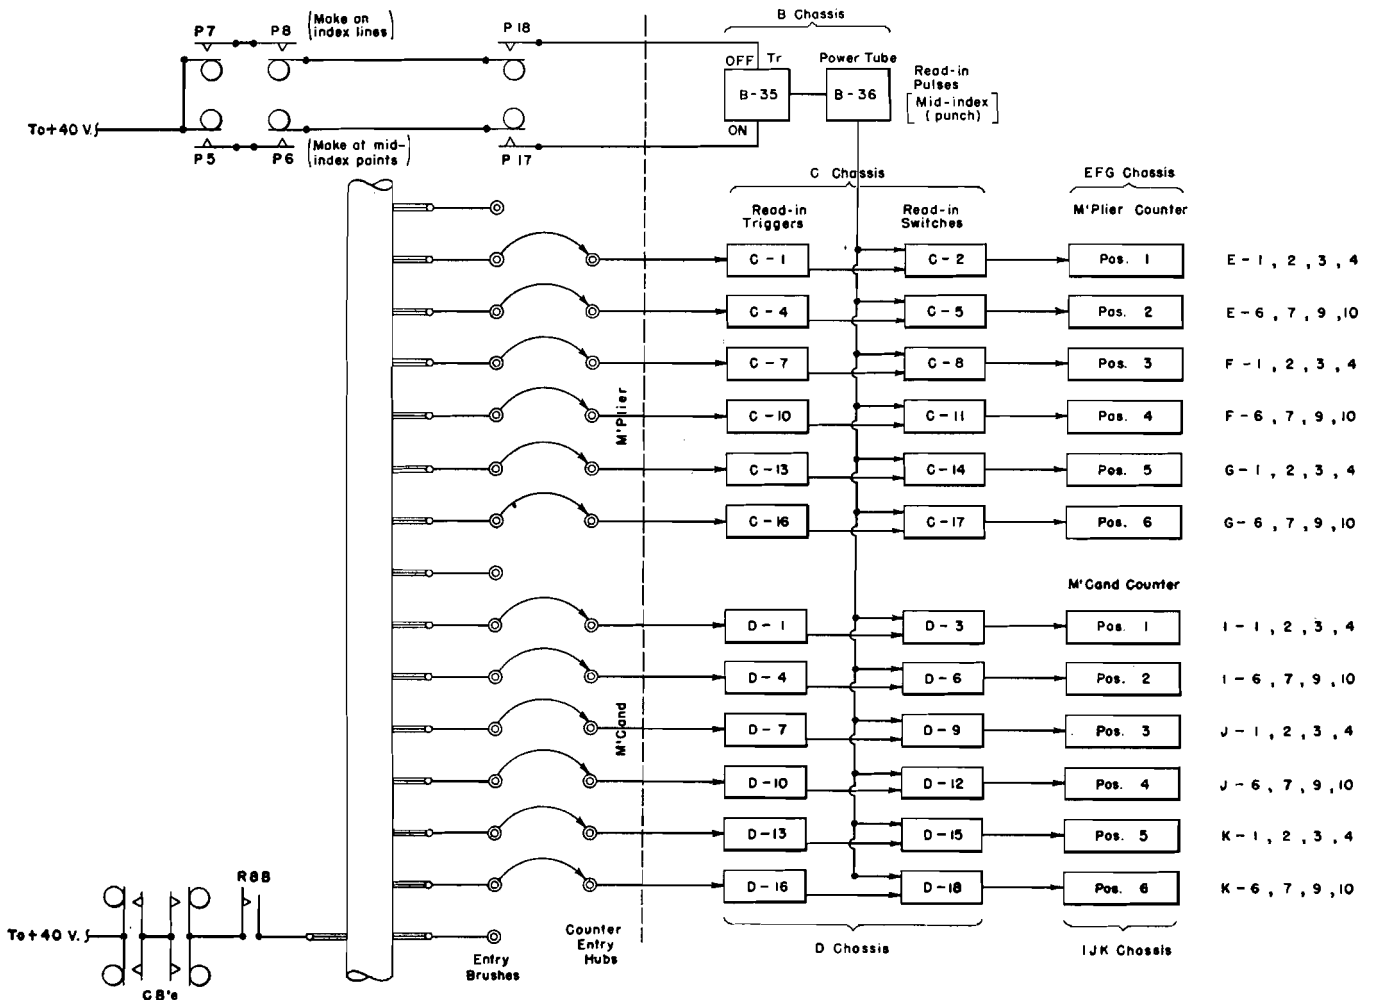 B Chassis
P7 P8 (Make on index lines) P18
OFF Tr Power Tube
B-35 B-36
Read-in Pulses [Mid-index (punch)]
ON
To +40 V.
P5 P6 (Make at mid-index points) P17
C Chassis EFG Chassis
Read-in Triggers Read-in Switches M'Plier Counter
C-1 C-2 Pos. 1 E-1, 2, 3, 4
C-4 C-5 Pos. 2 E-6, 7, 9, 10
C-7 C-8 Pos. 3 F-1, 2, 3, 4
M'Plier
C-10 C-11 Pos. 4 F-6, 7, 9, 10
C-13 C-14 Pos. 5 G-1, 2, 3, 4
C-16 C-17 Pos. 6 G-6, 7, 9, 10
M'Cand Counter
D-1 D-3 Pos. 1 I-1, 2, 3, 4
D-4 D-6 Pos. 2 I-6, 7, 9, 10
M'Cand
D-7 D-9 Pos. 3 J-1, 2, 3, 4
D-10 D-12 Pos. 4 J-6, 7, 9, 10
D-13 D-15 Pos. 5 K-1, 2, 3, 4
D-16 D-18 Pos. 6 K-6, 7, 9, 10
R88
To +40 V.
CB's
Entry Brushes
Counter Entry Hubs
D Chassis IJK Chassis